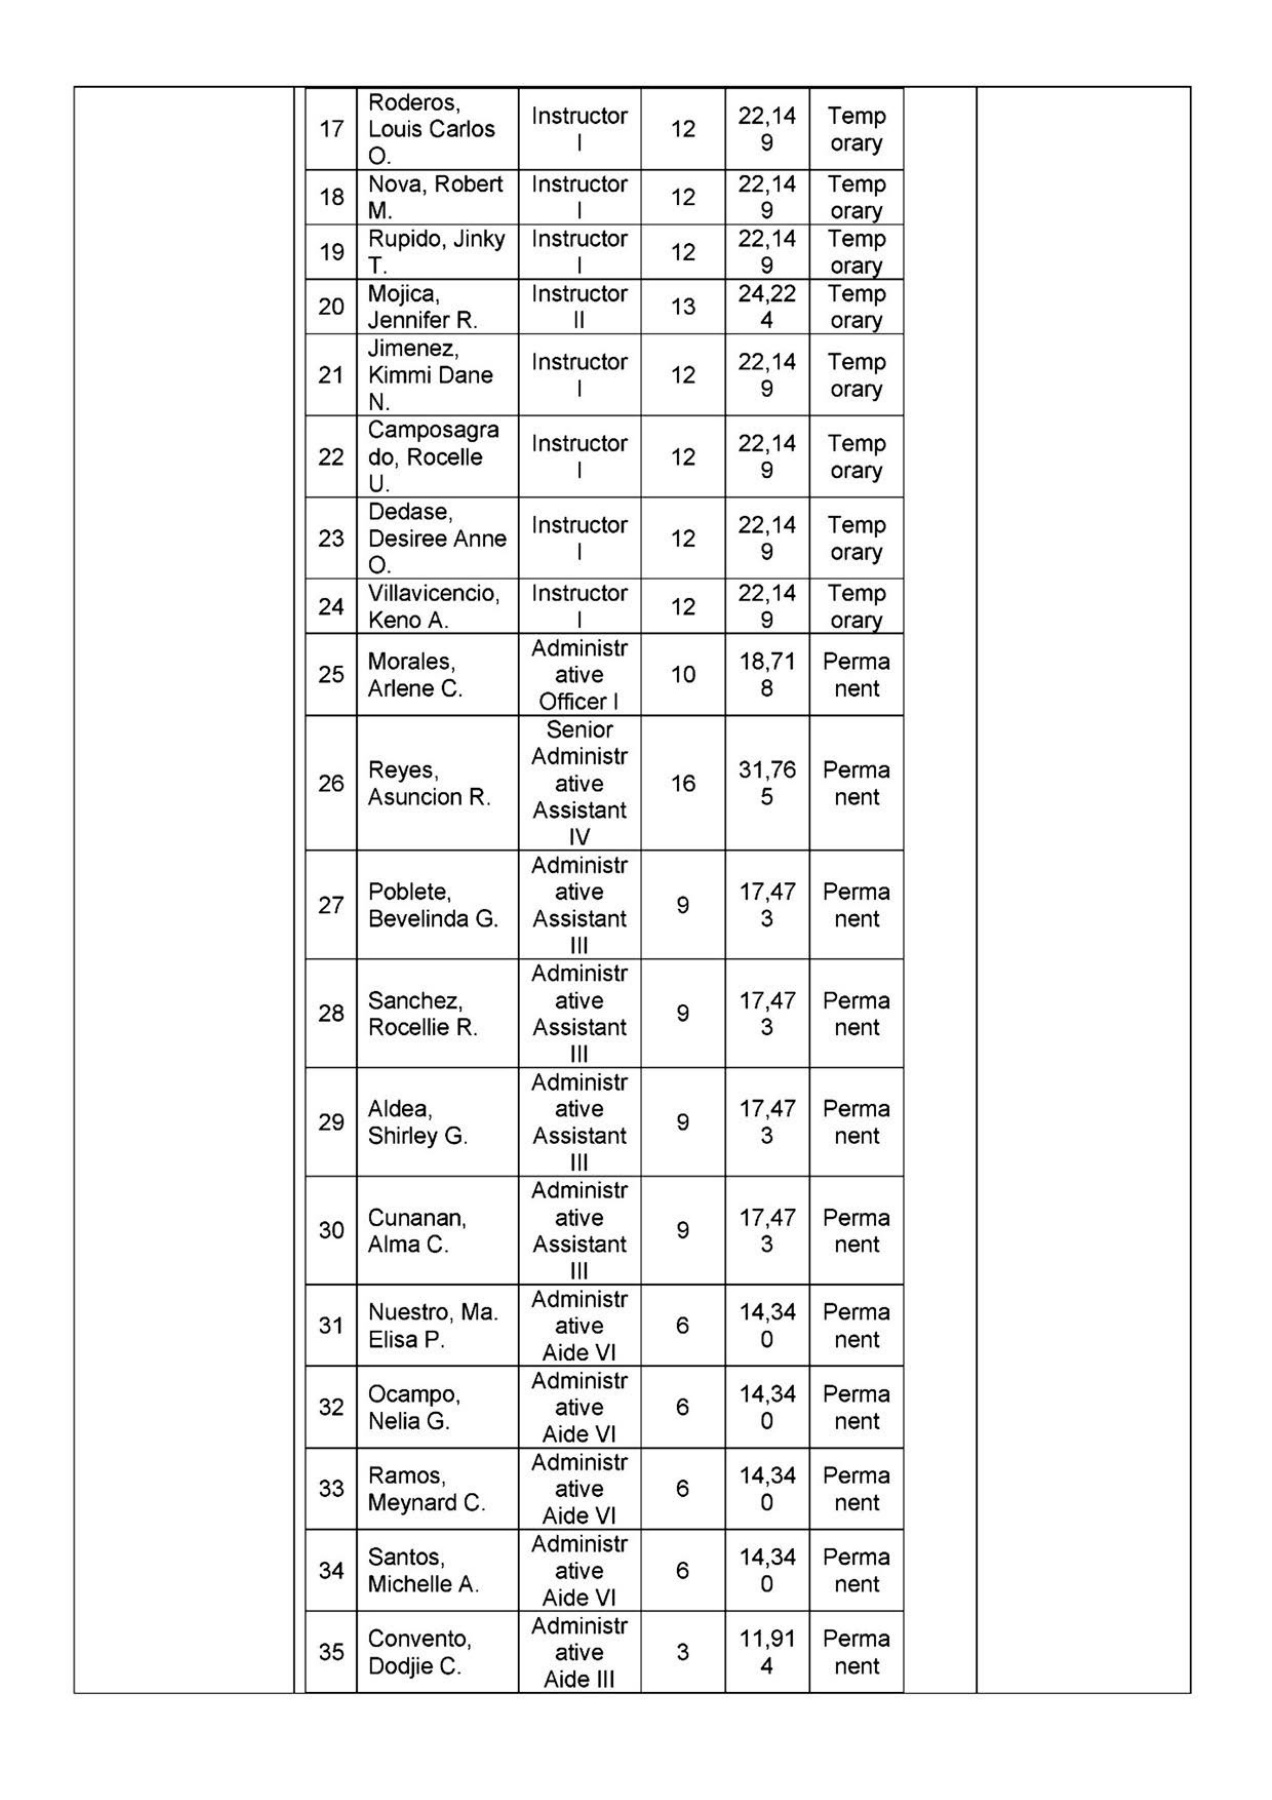 17 Roderos, Louis Carlos O. Instructor I 12 22,149 Temporary
18 Nova, Robert M. Instructor I 12 22,149 Temporary
19 Rupido, Jinky T. Instructor I 12 22,149 Temporary
20 Mojica, Jennifer R. Instructor II 13 24,224 Temporary
21 Jimenez, Kimmi Dane N. Instructor I 12 22,149 Temporary
22 Camposagrado, Rocelle U. Instructor I 12 22,149 Temporary
23 Dedase, Desiree Anne O. Instructor I 12 22,149 Temporary
24 Villavicencio, Keno A. Instructor I 12 22,149 Temporary
25 Morales, Arlene C. Administrative Officer I 10 18,718 Permanent
26 Reyes, Asuncion R. Senior Administrative Assistant IV 16 31,765 Permanent
27 Poblete, Bevelinda G. Administrative Assistant III 9 17,473 Permanent
28 Sanchez, Rocellie R. Administrative Assistant III 9 17,473 Permanent
29 Aldea, Shirley G. Administrative Assistant III 9 17,473 Permanent
30 Cunanan, Alma C. Administrative Assistant III 9 17,473 Permanent
31 Nuestro, Ma. Elisa P. Administrative Aide VI 6 14,340 Permanent
32 Ocampo, Nelia G. Administrative Aide VI 6 14,340 Permanent
33 Ramos, Meynard C. Administrative Aide VI 6 14,340 Permanent
34 Santos, Michelle A. Administrative Aide VI 6 14,340 Permanent
35 Convento, Dodjie C. Administrative Aide III 3 11,914 Permanent